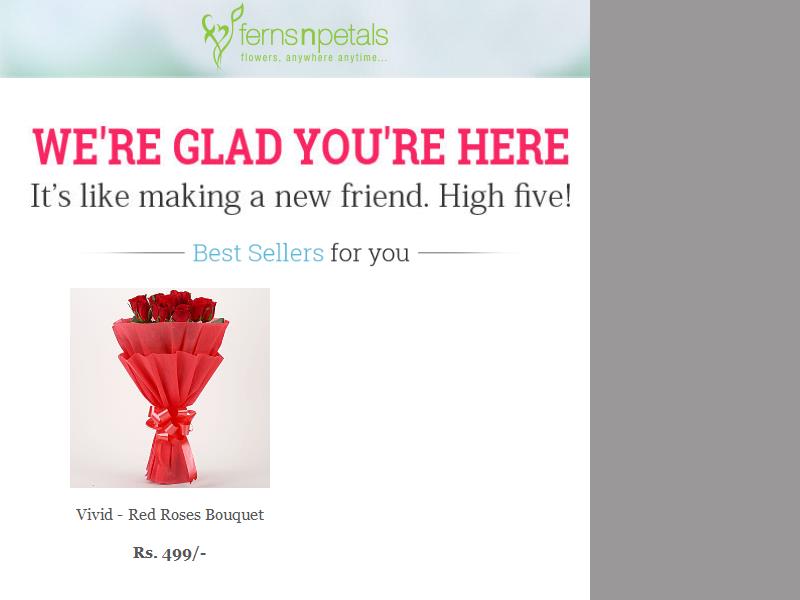 fernsnpetals
flowers, anywhere anytime...
WE'RE GLAD YOU'RE HERE
It's like making a new friend. High five!
Best Sellers for you
Vivid - Red Roses Bouquet
Rs. 499/-